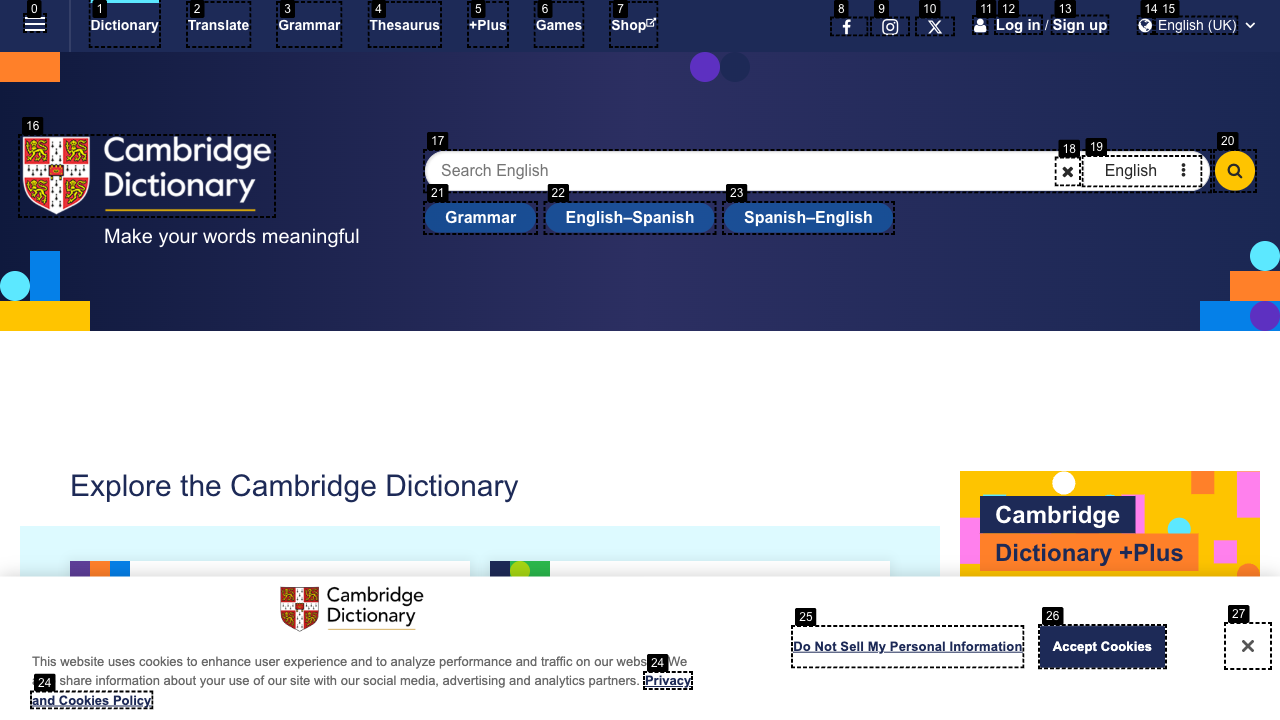 0
1
2
3
4
5
6
7
8
9
10
11
12
13
14
15
Dictionary
Translate
Grammar
Thesaurus
+Plus
Games
Shop
Log in / Sign up
English (UK)
16
Cambridge
Dictionary
Make your words meaningful
17
18
19
20
Search English
English
21
22
23
Grammar
English–Spanish
Spanish–English
Explore the Cambridge Dictionary
Cambridge
Dictionary +Plus
Cambridge
Dictionary
This website uses cookies to enhance user experience and to analyze performance and traffic on our We
24
24
share information about your use of our site with our social media, advertising and analytics partners. Privacy
and Cookies Policy
25
Do Not Sell My Personal Information
26
Accept Cookies
27